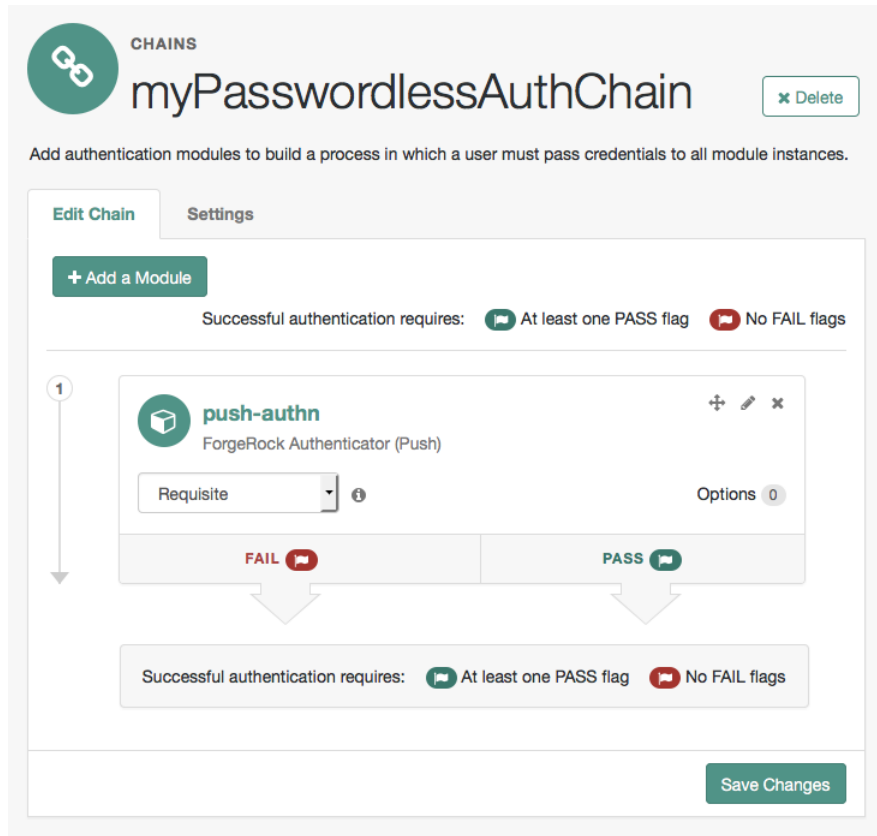 CHAINS
myPasswordlessAuthChain
Delete
Add authentication modules to build a process in which a user must pass credentials to all module instances.
Edit Chain Settings
+ Add a Module
Successful authentication requires: At least one PASS flag No FAIL flags
1
push-authn
ForgeRock Authenticator (Push)
Requisite Options 0
FAIL PASS
Successful authentication requires: At least one PASS flag No FAIL flags
Save Changes